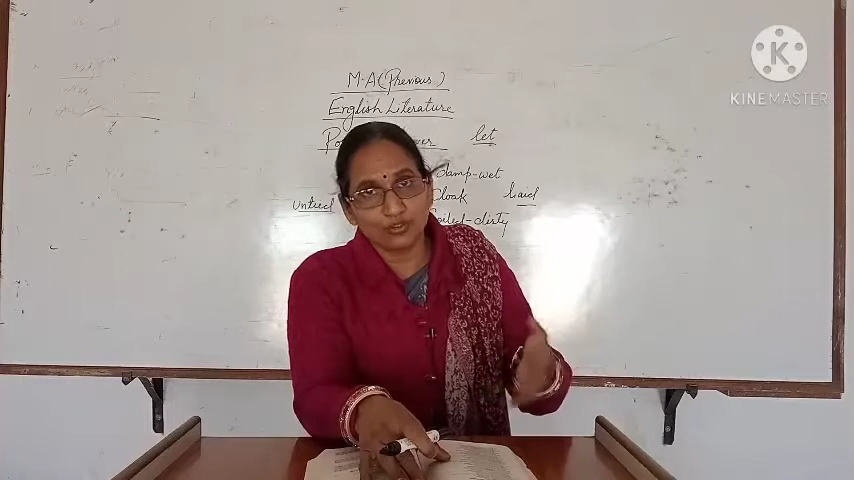 M.A (Previous)
English Literature
let
damp-wet
untied Cloak laid
Soiled-dirty
K
KINEMASTER